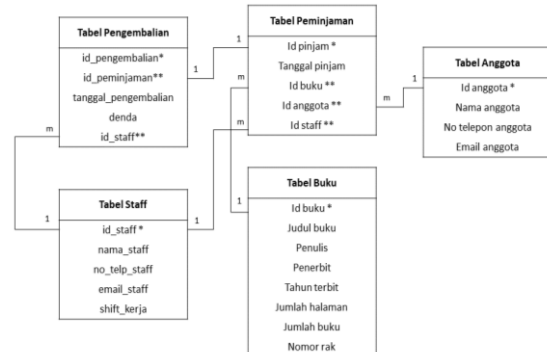 Tabel Pengembalian
id_pengembalian*
id_peminjaman**
tanggal_pengembalian
denda
id_staff**
Tabel Peminjaman
Id pinjam *
Tanggal pinjam
Id buku **
Id anggota **
Id staff **
Tabel Anggota
Id anggota *
Nama anggota
No telepon anggota
Email anggota
Tabel Staff
id_staff *
nama_staff
no_telp_staff
email_staff
shift_kerja
Tabel Buku
Id buku *
Judul buku
Penulis
Penerbit
Tahun terbit
Jumlah halaman
Jumlah buku
Nomor rak
1
1
m
m
m
m
1
1
1
1